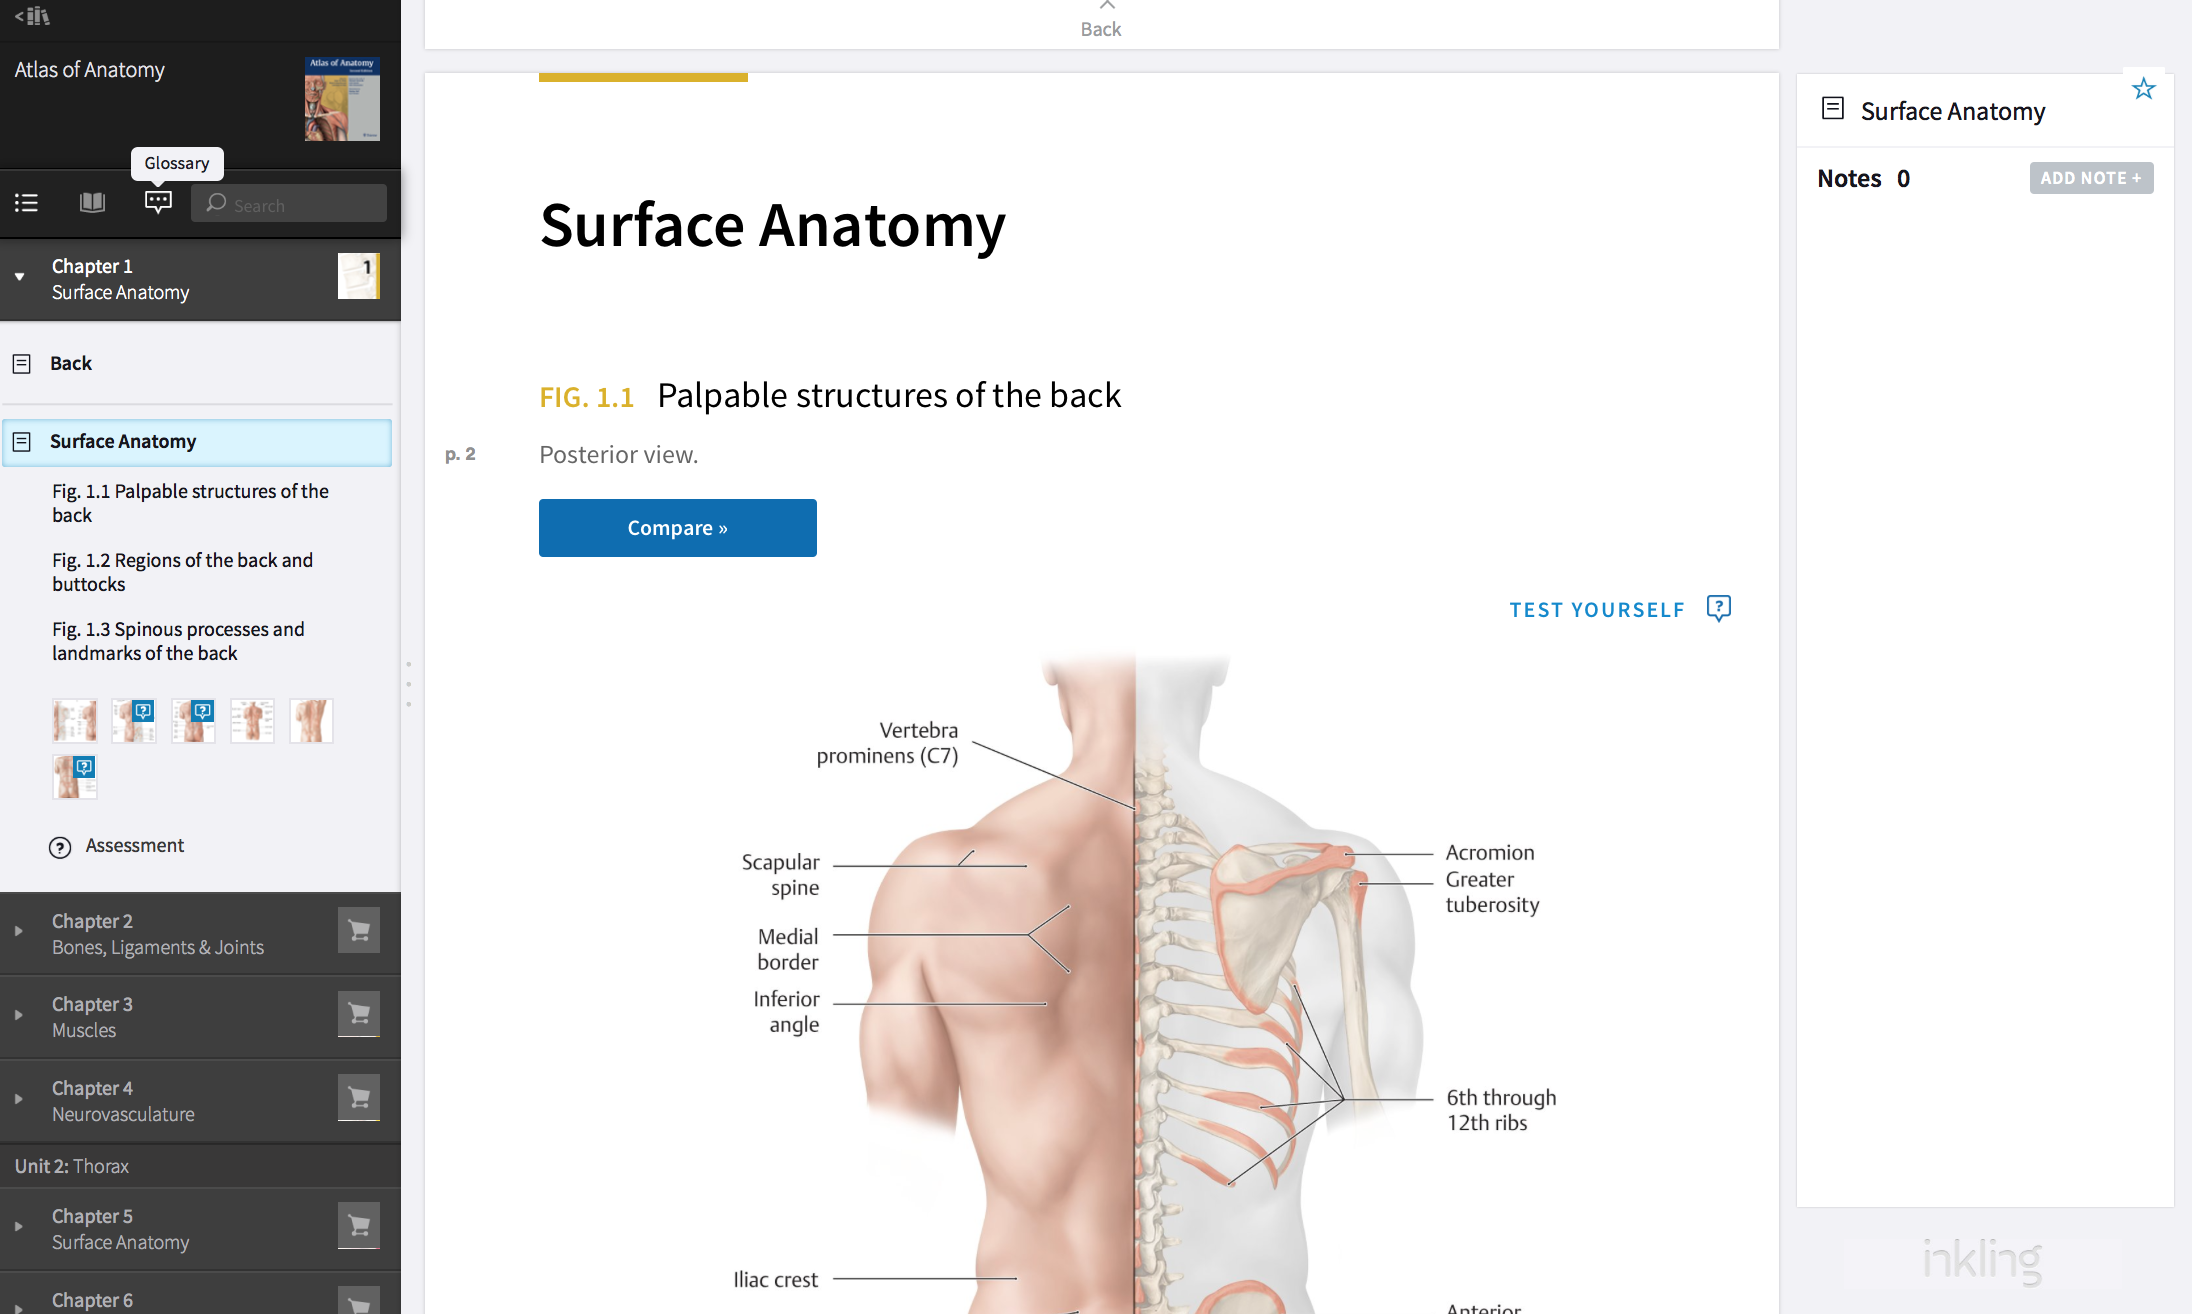 Atlas of Anatomy
Atlas of Anatomy
Glossary
Search
Chapter 1
Surface Anatomy
1
Back
Surface Anatomy
Fig. 1.1 Palpable structures of the
back
Fig. 1.2 Regions of the back and
buttocks
Fig. 1.3 Spinous processes and
landmarks of the back
Assessment
Chapter 2
Bones, Ligaments & Joints
Chapter 3
Muscles
Chapter 4
Neurovasculature
Unit 2: Thorax
Chapter 5
Surface Anatomy
Chapter 6
Back
Surface Anatomy
FIG. 1.1 Palpable structures of the back
p. 2
Posterior view.
Compare »
TEST YOURSELF
Vertebra
prominens (C7)
Scapular
spine
Medial
border
Inferior
angle
Iliac crest
Acromion
Greater
tuberosity
6th through
12th ribs
Anterior
Surface Anatomy
Notes 0
ADD NOTE +
inkling